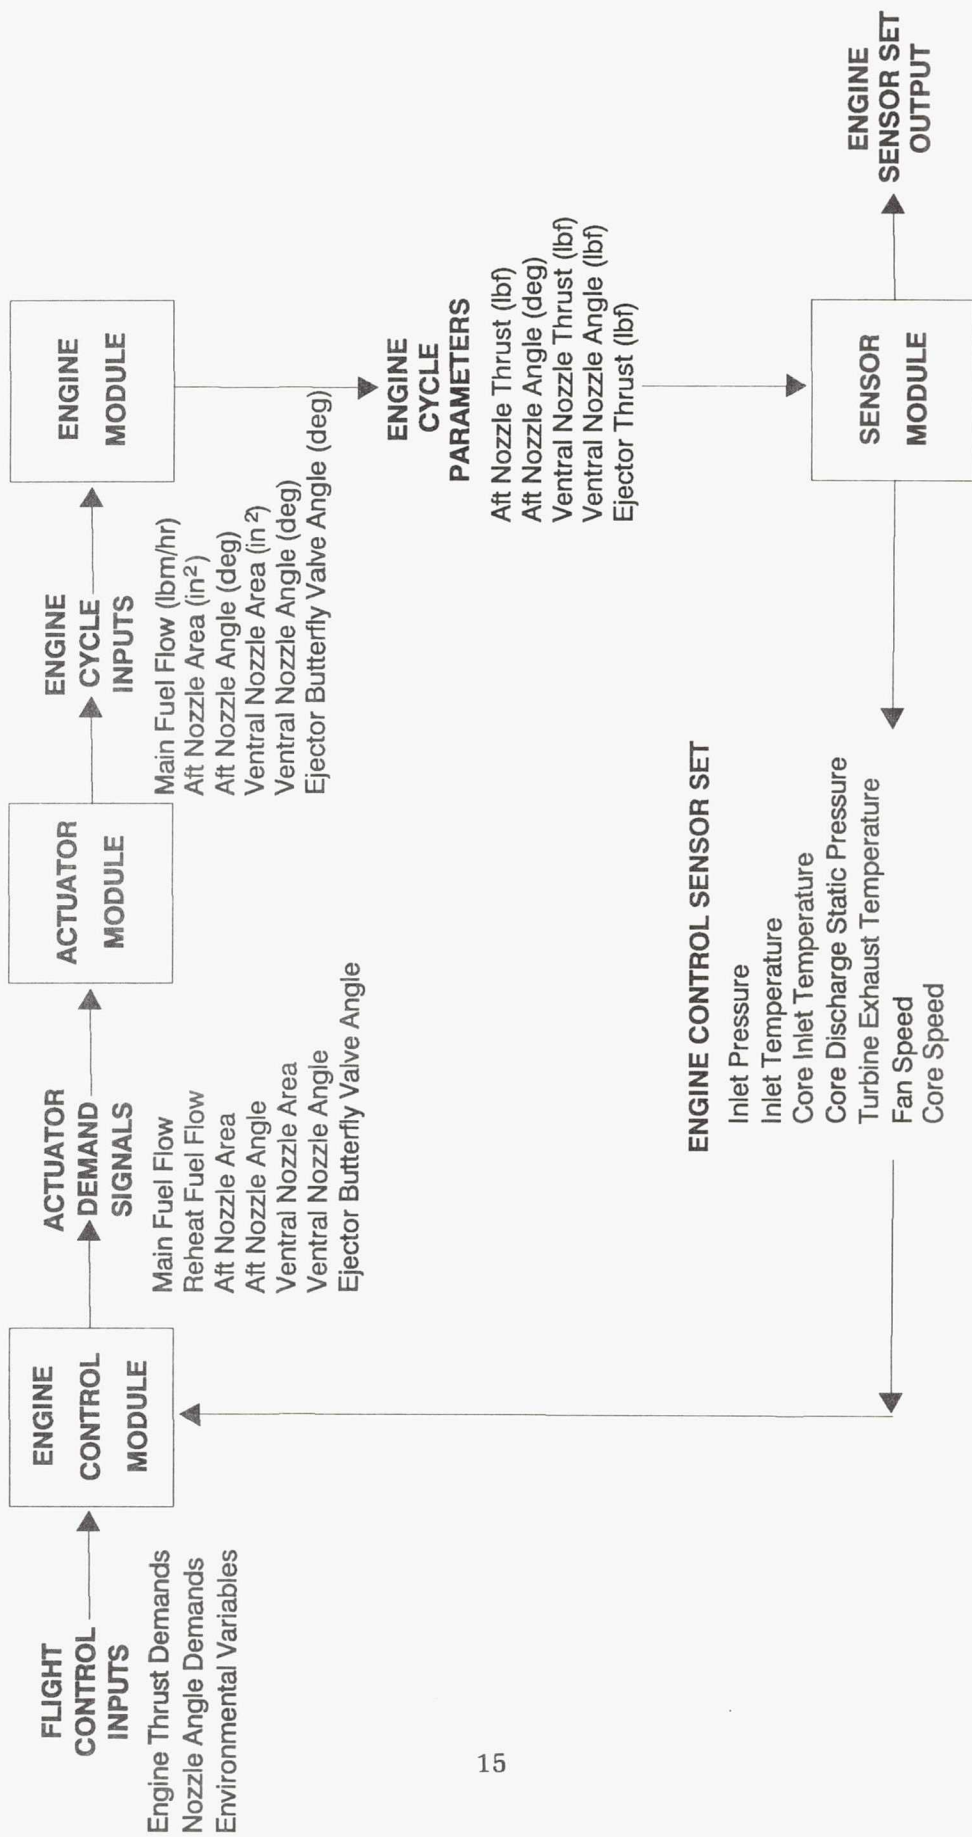 FLIGHT
CONTROL
INPUTS
Engine Thrust Demands
Nozzle Angle Demands
Environmental Variables
ENGINE
CONTROL
MODULE
ACTUATOR
DEMAND
SIGNALS
Main Fuel Flow
Reheat Fuel Flow
Aft Nozzle Area
Aft Nozzle Angle
Ventral Nozzle Area
Ventral Nozzle Angle
Ejector Butterfly Valve Angle
ACTUATOR
MODULE
ENGINE
CYCLE
INPUTS
Main Fuel Flow (lbm/hr)
Aft Nozzle Area (in²)
Aft Nozzle Angle (deg)
Ventral Nozzle Area (in²)
Ventral Nozzle Angle (deg)
Ejector Butterfly Valve Angle (deg)
ENGINE
MODULE
ENGINE
CYCLE
PARAMETERS
Aft Nozzle Thrust (lbf)
Aft Nozzle Angle (deg)
Ventral Nozzle Thrust (lbf)
Ventral Nozzle Angle (lbf)
Ejector Thrust (lbf)
SENSOR
MODULE
ENGINE
SENSOR SET
OUTPUT
ENGINE CONTROL SENSOR SET
Inlet Pressure
Inlet Temperature
Core Inlet Temperature
Core Discharge Static Pressure
Turbine Exhaust Temperature
Fan Speed
Core Speed
15